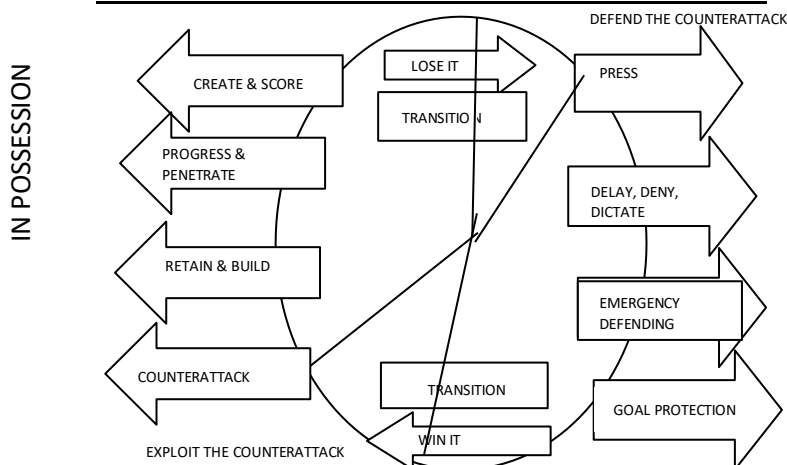 DEFEND THE COUNTERATTACK
IN POSSESSION
LOSE IT
TRANSITION
CREATE & SCORE
PRESS
PROGRESS &
PENETRATE
DELAY, DENY,
DICTATE
RETAIN & BUILD
EMERGENCY
DEFENDING
COUNTERATTACK
TRANSITION
GOAL PROTECTION
WIN IT
EXPLOIT THE COUNTERATTACK